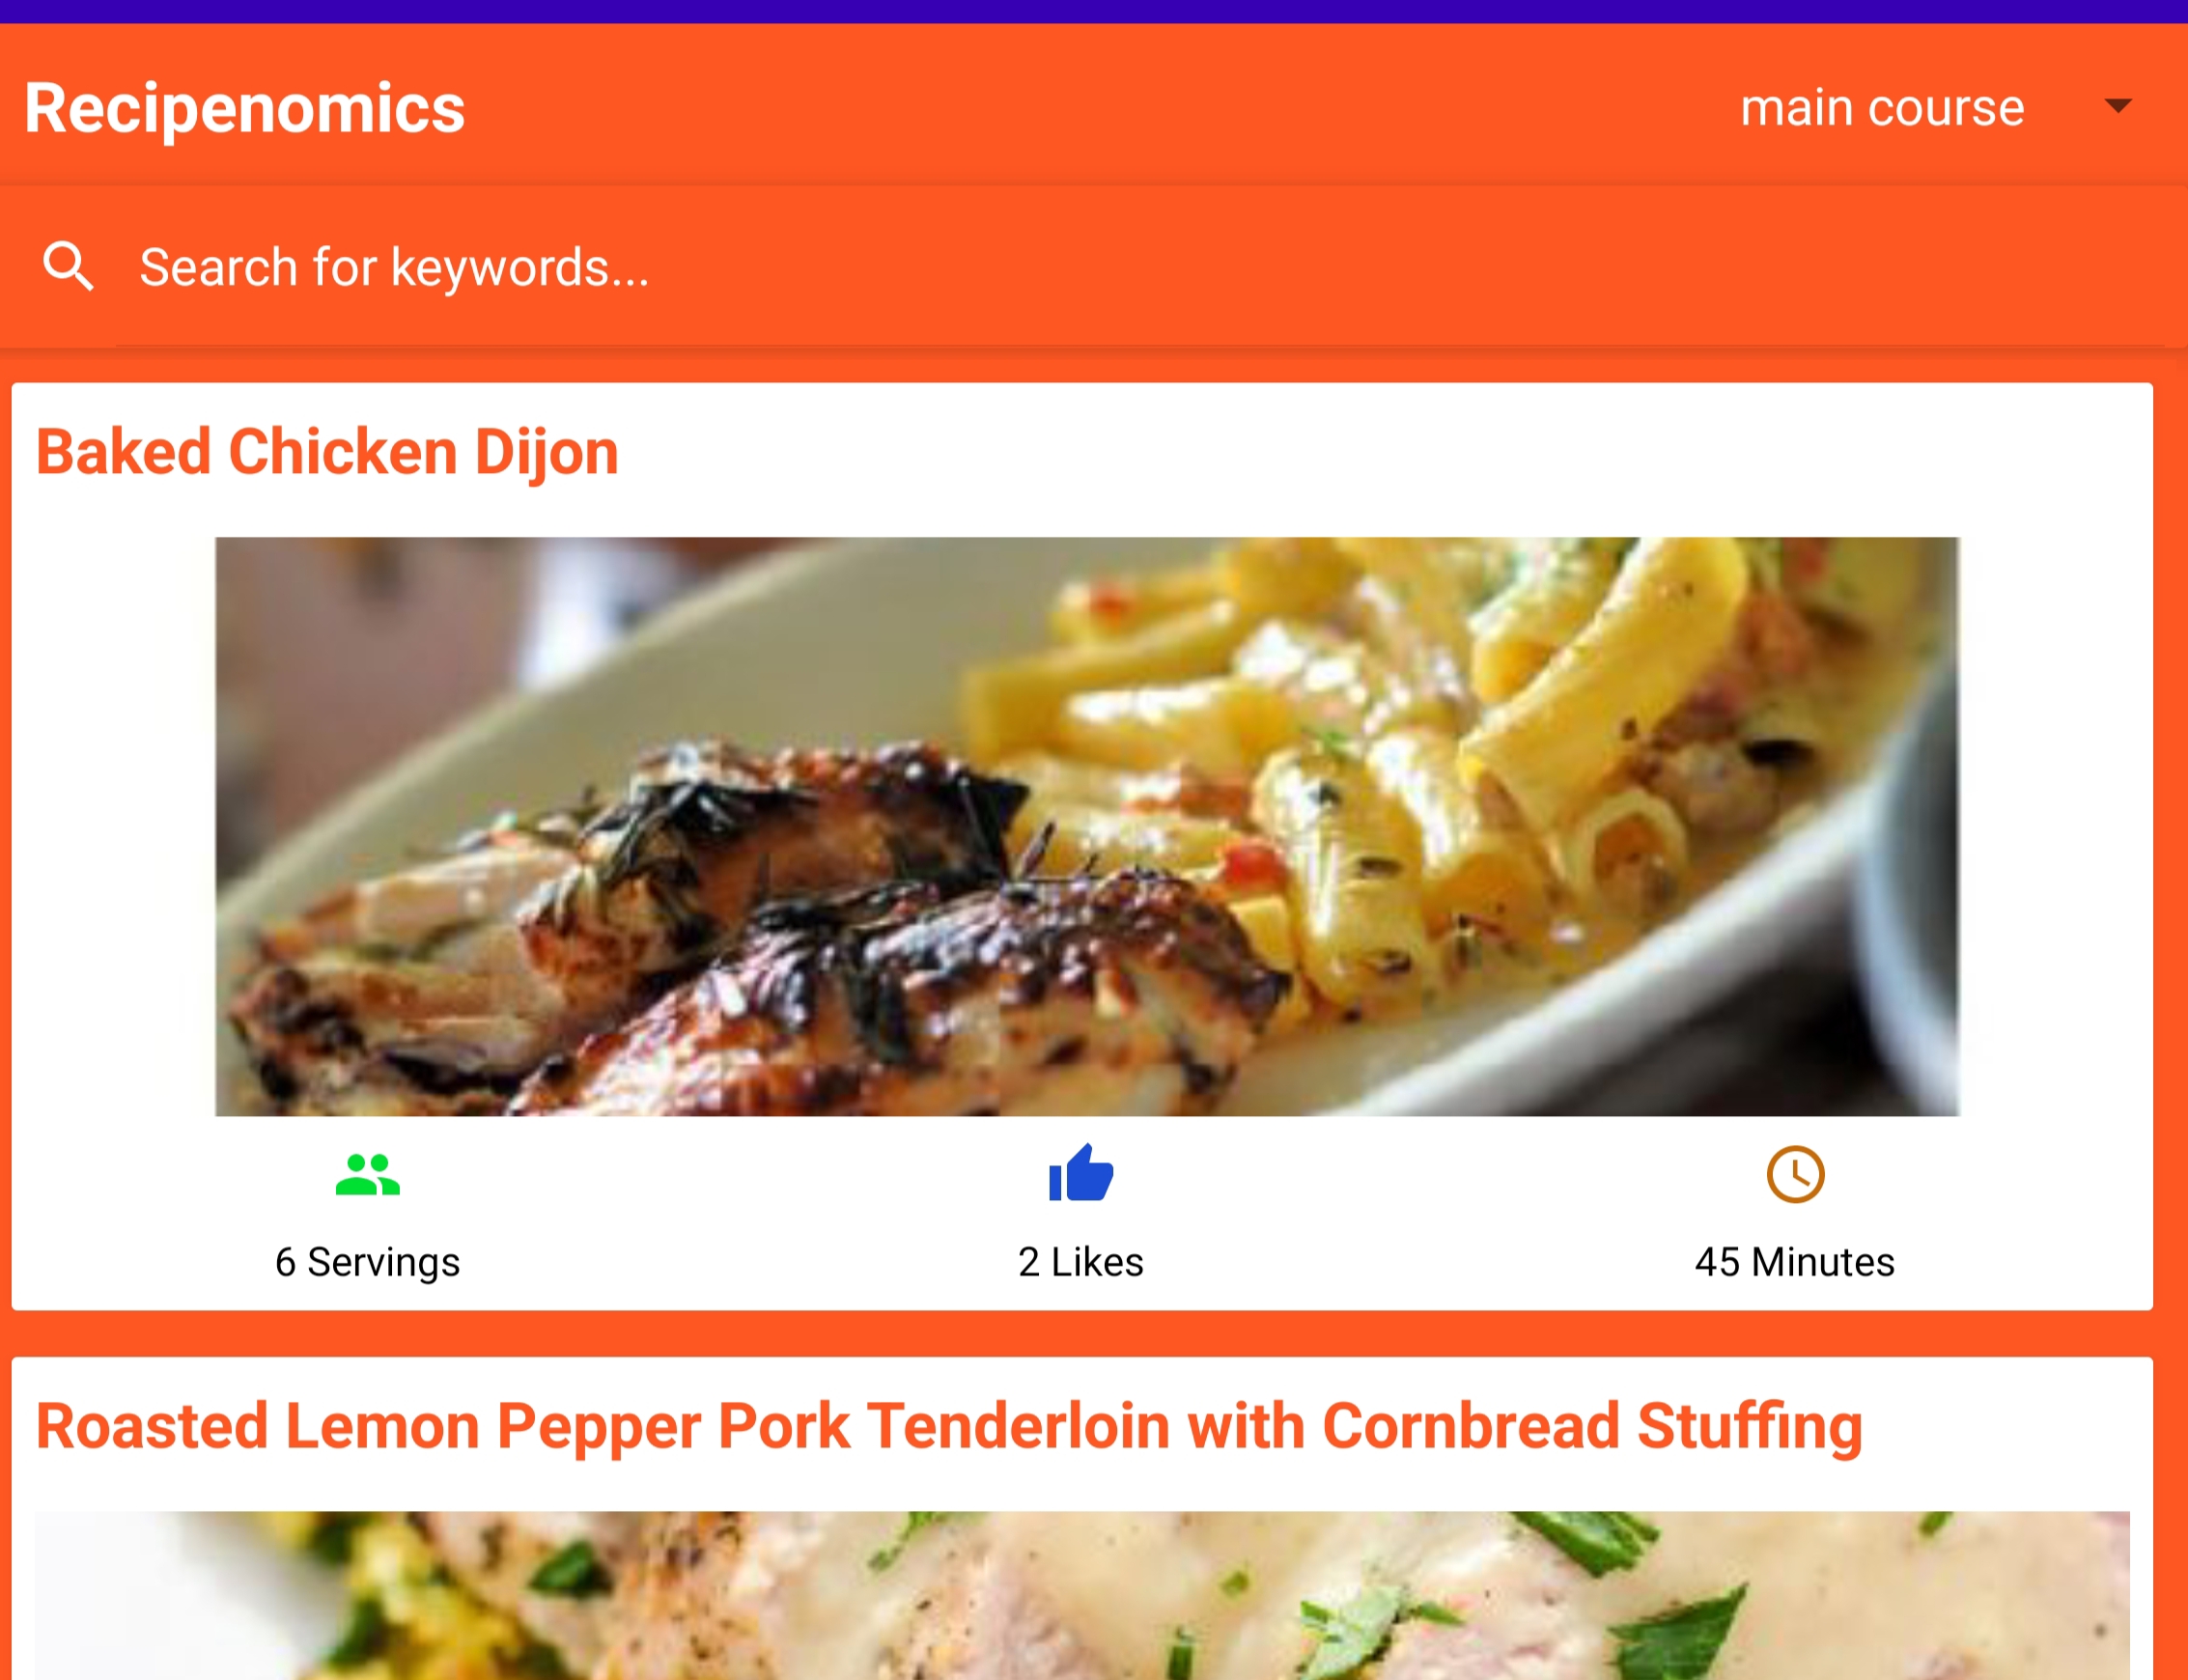 Recipenomics
main course
Search for keywords...
Baked Chicken Dijon
6 Servings
2 Likes
45 Minutes
Roasted Lemon Pepper Pork Tenderloin with Cornbread Stuffing